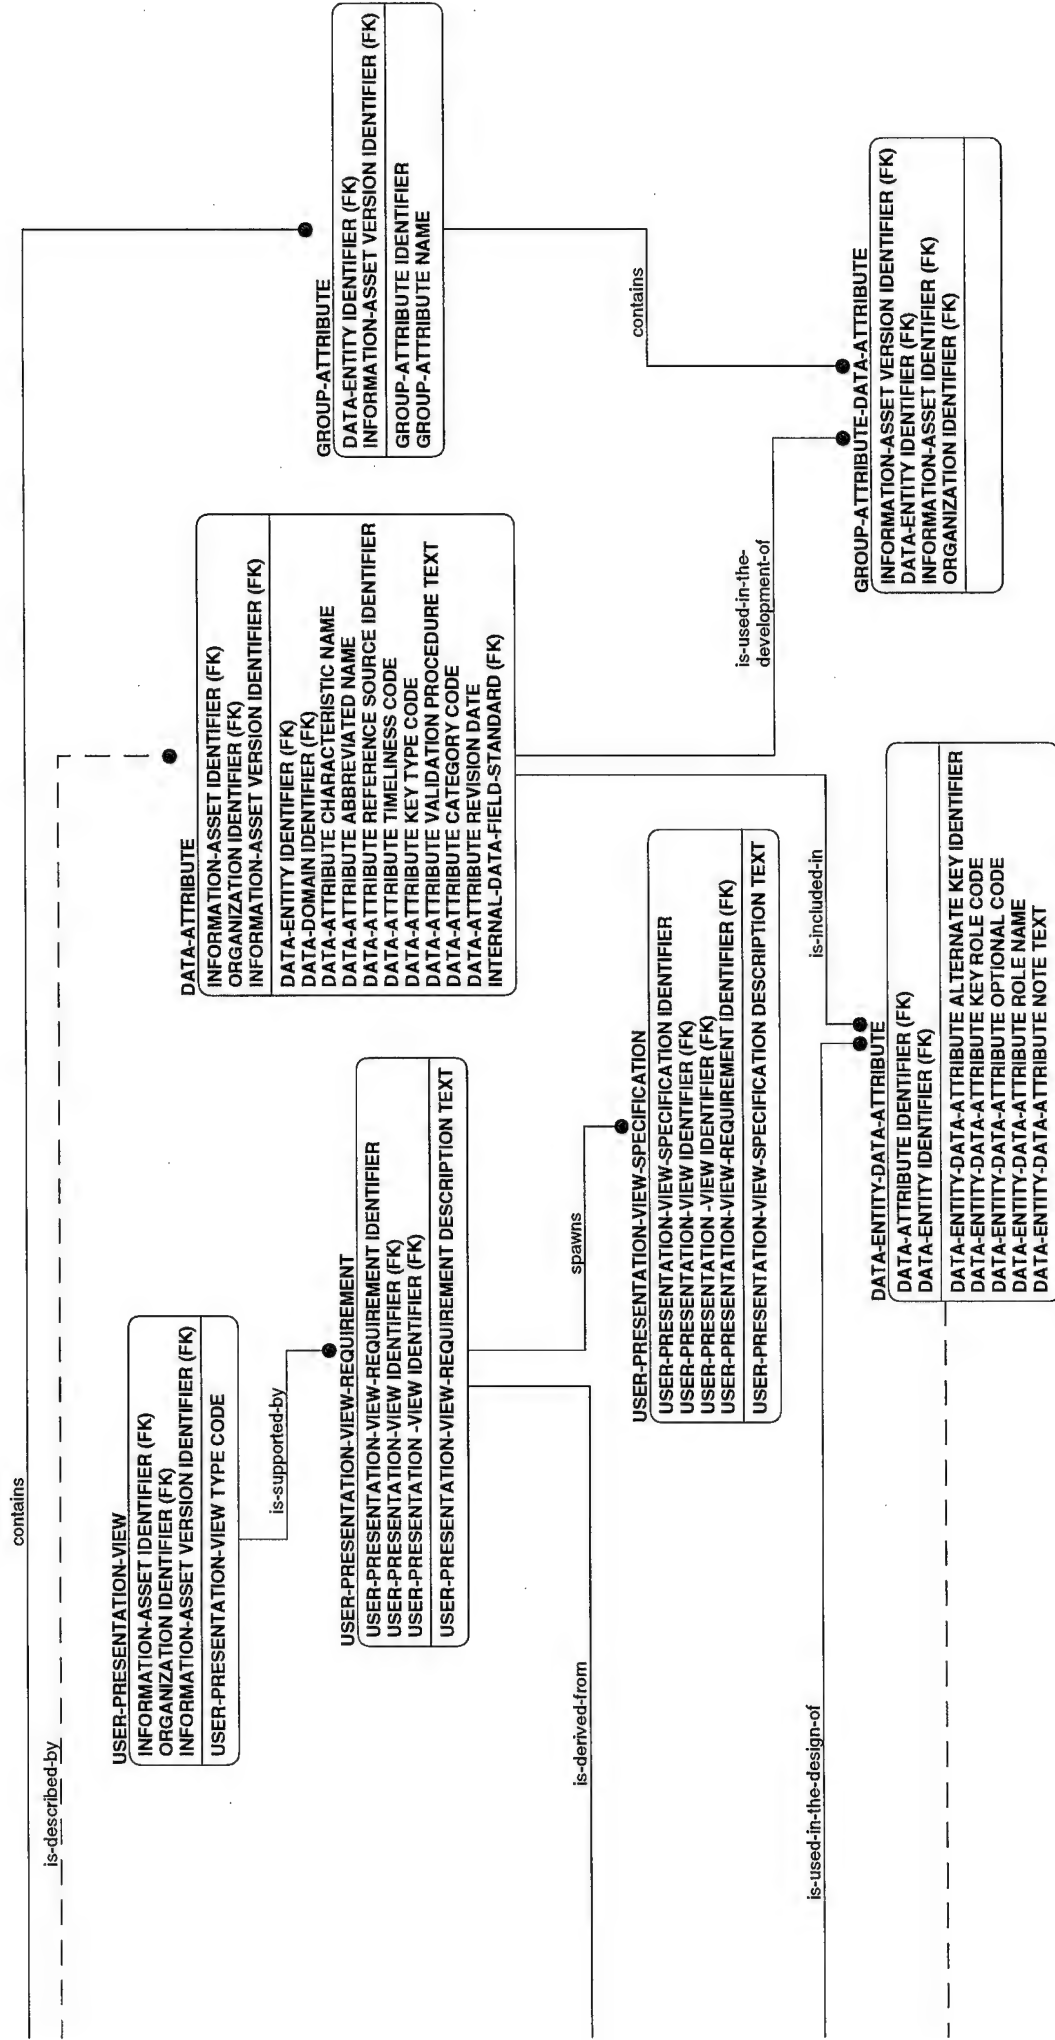 contains
is-described-by
USER-PRESENTATION-VIEW
INFORMATION-ASSET IDENTIFIER (FK)
ORGANIZATION IDENTIFIER (FK)
INFORMATION-ASSET VERSION IDENTIFIER (FK)
USER-PRESENTATION-VIEW TYPE CODE
is-supported-by
USER-PRESENTATION-VIEW-REQUIREMENT
USER-PRESENTATION-VIEW-REQUIREMENT IDENTIFIER
USER-PRESENTATION-VIEW IDENTIFIER (FK)
USER-PRESENTATION -VIEW IDENTIFIER (FK)
USER-PRESENTATION-VIEW-REQUIREMENT DESCRIPTION TEXT
is-derived-from
spawns
USER-PRESENTATION-VIEW-SPECIFICATION
USER-PRESENTATION-VIEW-SPECIFICATION IDENTIFIER
USER-PRESENTATION-VIEW IDENTIFIER (FK)
USER-PRESENTATION -VIEW IDENTIFIER (FK)
USER-PRESENTATION-VIEW-REQUIREMENT IDENTIFIER (FK)
USER-PRESENTATION-VIEW-SPECIFICATION DESCRIPTION TEXT
DATA-ATTRIBUTE
INFORMATION-ASSET IDENTIFIER (FK)
ORGANIZATION IDENTIFIER (FK)
INFORMATION-ASSET VERSION IDENTIFIER (FK)
DATA-ENTITY IDENTIFIER (FK)
DATA-DOMAIN IDENTIFIER (FK)
DATA-ATTRIBUTE CHARACTERISTIC NAME
DATA-ATTRIBUTE ABBREVIATED NAME
DATA-ATTRIBUTE REFERENCE SOURCE IDENTIFIER
DATA-ATTRIBUTE TIMELINESS CODE
DATA-ATTRIBUTE KEY TYPE CODE
DATA-ATTRIBUTE VALIDATION PROCEDURE TEXT
DATA-ATTRIBUTE CATEGORY CODE
DATA-ATTRIBUTE REVISION DATE
INTERNAL-DATA-FIELD-STANDARD (FK)
GROUP-ATTRIBUTE
DATA-ENTITY IDENTIFIER (FK)
INFORMATION-ASSET VERSION IDENTIFIER (FK)
GROUP-ATTRIBUTE IDENTIFIER
GROUP-ATTRIBUTE NAME
contains
is-used-in-the-
development-of
is-included-in
is-used-in-the-design-of
DATA-ENTITY-DATA-ATTRIBUTE
DATA-ATTRIBUTE IDENTIFIER (FK)
DATA-ENTITY IDENTIFIER (FK)
DATA-ENTITY-DATA-ATTRIBUTE ALTERNATE KEY IDENTIFIER
DATA-ENTITY-DATA-ATTRIBUTE KEY ROLE CODE
DATA-ENTITY-DATA-ATTRIBUTE OPTIONAL CODE
DATA-ENTITY-DATA-ATTRIBUTE ROLE NAME
DATA-ENTITY-DATA-ATTRIBUTE NOTE TEXT
GROUP-ATTRIBUTE-DATA-ATTRIBUTE
INFORMATION-ASSET VERSION IDENTIFIER (FK)
DATA-ENTITY IDENTIFIER (FK)
INFORMATION-ASSET IDENTIFIER (FK)
ORGANIZATION IDENTIFIER (FK)